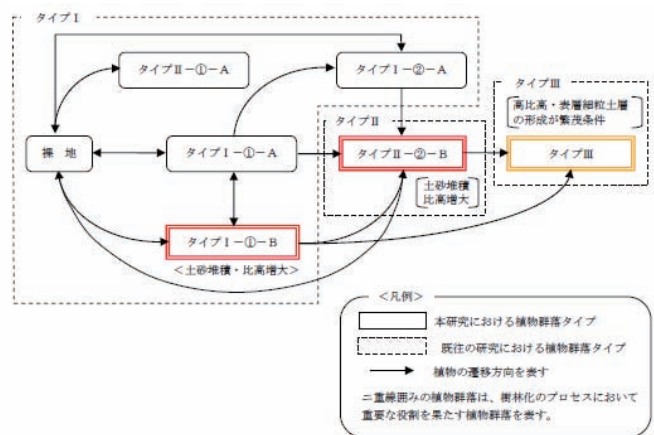 タイプⅠ
タイプⅡ-①-A
タイプⅠ-②-A
タイプⅢ
高比高・表層細粒土層
の形成が繁茂条件
タイプⅡ
裸 地
タイプⅠ-①-A
タイプⅡ-②-B
タイプⅢ
土砂堆積
比高増大
タイプⅠ-①-B
<土砂堆積・比高増大>
<凡例>
本研究における植物群落タイプ
既往の研究における植物群落タイプ
植物の遷移方向を表す
二重線囲みの植物群落は、樹林化のプロセスにおいて
重要な役割を果たす植物群落を表す。